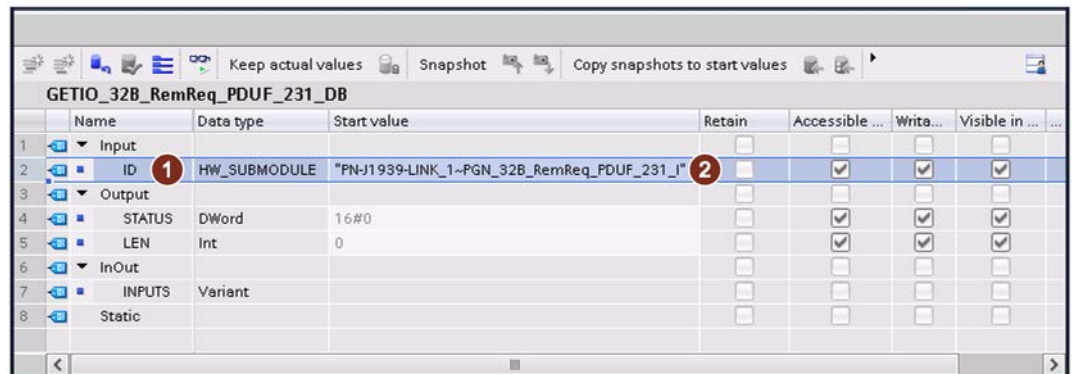 Keep actual values Snapshot Copy snapshots to start values
GETIO_32B_RemReq_PDUF_231_DB
Name Data type Start value Retain Accessible ... Writa... Visible in ... ...
1 Input
2 ID 1 HW_SUBMODULE "PN-J1939-LINK_1~PGN_32B_RemReq_PDUF_231_I" 2
3 Output
4 STATUS DWord 16#0
5 LEN Int 0
6 InOut
7 INPUTS Variant
8 Static